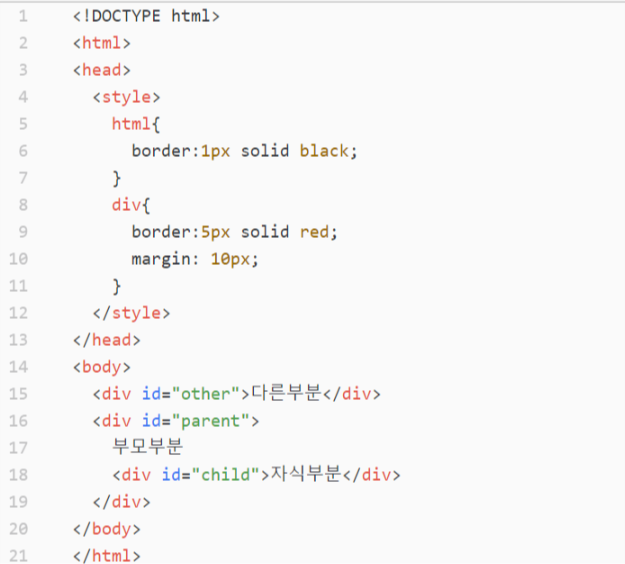 1 <!DOCTYPE html>
2 <html>
3 <head>
4 <style>
5 html{
6 border:1px solid black;
7 }
8 div{
9 border:5px solid red;
10 margin: 10px;
11 }
12 </style>
13 </head>
14 <body>
15 <div id="other">다른부분</div>
16 <div id="parent">
17 부모부분
18 <div id="child">자식부분</div>
19 </div>
20 </body>
21 </html>